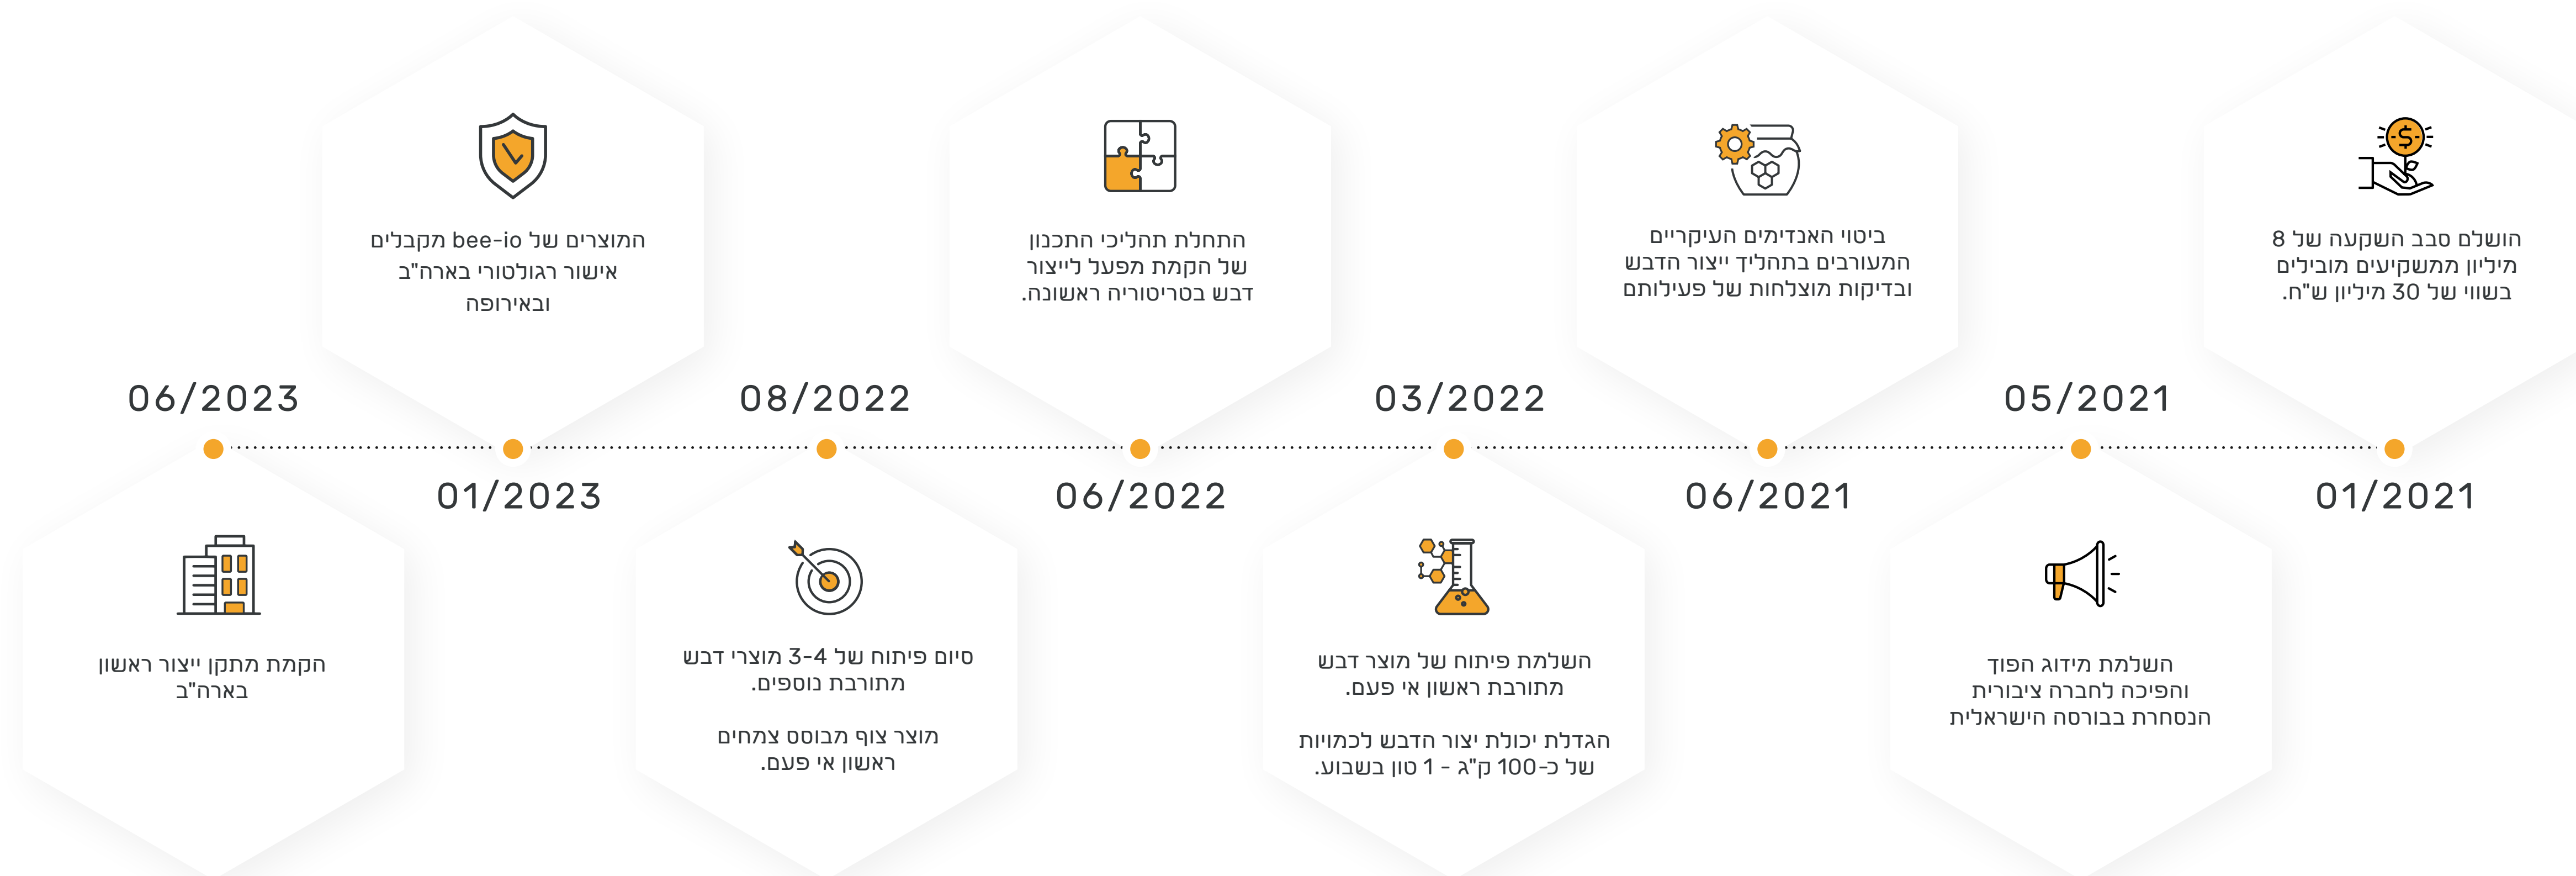 הושלם סבב השקעה של 8
מיליון ממשקיעים מובילים
בשווי של 30 מיליון ש"ח.
01/2021
05/2021
השלמת מידוג הפוך
והפיכה לחברה ציבורית
הנסחרת בבורסה הישראלית
ביטוי האנדימים העיקריים
המעורבים בתהליך ייצור הדבש
ובדיקות מוצלחות של פעילותם
06/2021
03/2022
השלמת פיתוח של מוצר דבש
מתורבת ראשון אי פעם.
הגדלת יכולת יצור הדבש לכמויות
של כ-100 ק"ג - 1 טון בשבוע.
התחלת תהליכי התכנון
של הקמת מפעל לייצור
דבש בטריטוריה ראשונה.
06/2022
08/2022
סיום פיתוח של 3-4 מוצרי דבש
מתורבת נוספים.
מוצר צוף מבוסס צמחים
ראשון אי פעם.
המוצרים של bee-io מקבלים
אישור רגולטורי בארה"ב
ובאירופה
01/2023
06/2023
הקמת מתקן ייצור ראשון
בארה"ב